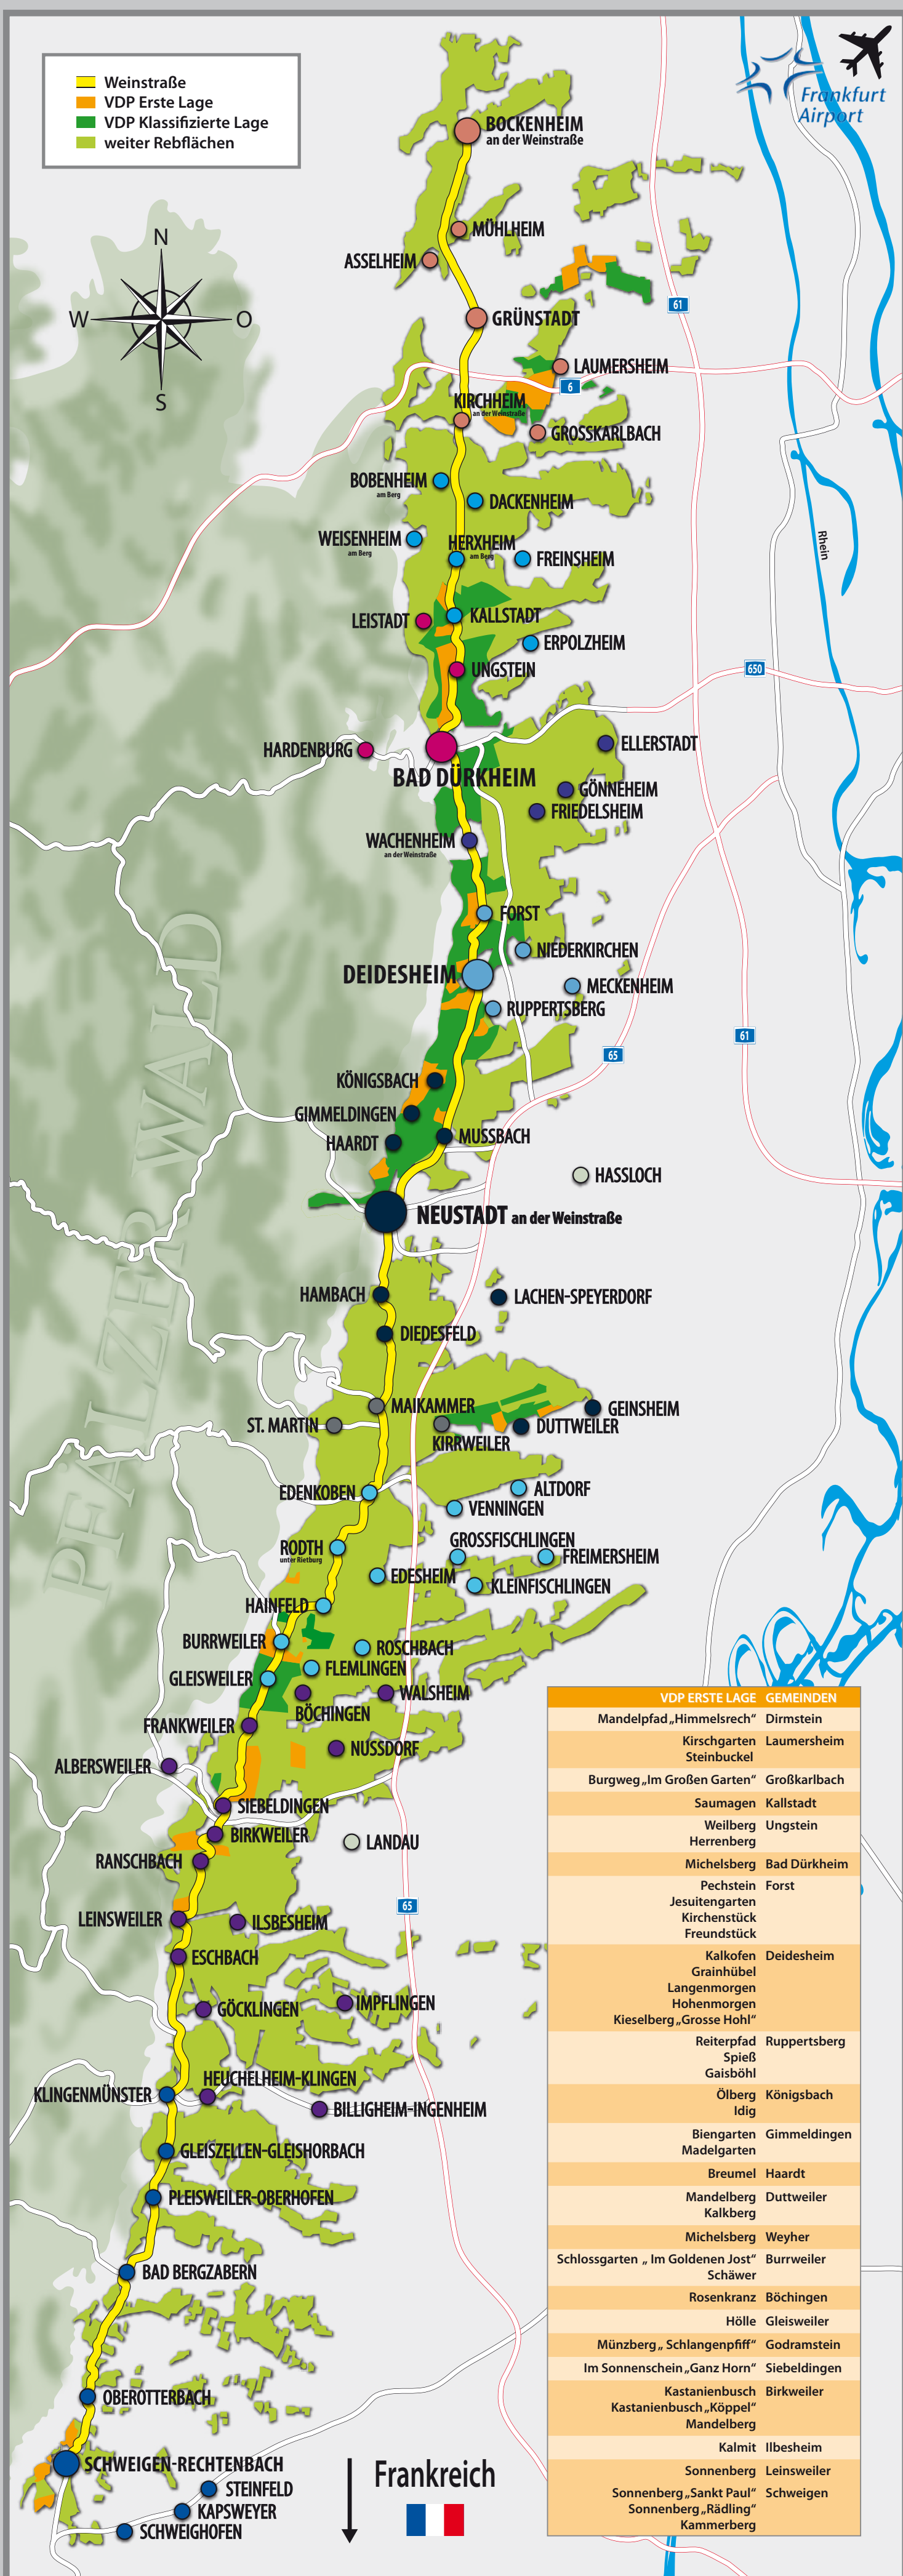 Weinstraße
VDP Erste Lage
VDP Klassifizierte Lage
weiter Rebflächen
Frankfurt
Airport
N
W
O
S
BOCKENHEIM
an der Weinstraße
MÜHLHEIM
ASSELHEIM
61
GRÜNSTADT
LAUMERSHEIM
6
KIRCHHEIM
an der Weinstraße
GROSSKARLBACH
BOBENHEIM
am Berg
DACKENHEIM
WEISENHEIM
am Berg
HERXHEIM
am Berg
FREINSHEIM
Rhein
LEISTADT
KALLSTADT
ERPOLZHEIM
UNGSTEIN
650
HARDENBURG
ELLERSTADT
BAD DÜRKHEIM
GÖNNEHEIM
FRIEDELSHEIM
WACHENHEIM
an der Weinstraße
FORST
NIEDERKIRCHEN
DEIDESHEIM
MECKENHEIM
RUPPERTSBERG
61
65
KÖNIGSBACH
GIMMELDINGEN
HAARDT
MUSSBACH
HASSLOCH
PFÄLZER WALD
NEUSTADT an der Weinstraße
HAMBACH
LACHEN-SPEYERDORF
DIEDESFELD
MAIKAMMER
GEINSHEIM
ST. MARTIN
DUTTWEILER
KIRRWEILER
EDENKOBEN
ALTDORF
VENNINGEN
RODTH
unter Rietburg
GROSSFISCHLINGEN
FREIMERSHEIM
EDESHEIM
KLEINFISCHLINGEN
HAINFELD
BURRWEILER
ROSCHBACH
FLEMLINGEN
GLEISWEILER
WALSHEIM
BÖCHINGEN
FRANKWEILER
NUSSDORF
ALBERSWEILER
SIEBELDINGEN
BIRKWEILER
LANDAU
RANSCHBACH
65
LEINSWEILER
ILSBESHEIM
ESCHBACH
GÖCKLINGEN
IMPFLINGEN
HEUCHELHEIM-KLINGEN
KLINGENMÜNSTER
BILLIGHEIM-INGENHEIM
GLEISZELLEN-GLEISHORBACH
PLEISWEILER-OBERHOFEN
BAD BERGZABERN
OBEROTTERBACH
SCHWEIGEN-RECHTENBACH
STEINFELD
KAPSWEYER
SCHWEIGHOFEN
Frankreich
VDP ERSTE LAGE GEMEINDEN
Mandelpfad „Himmelsrech“ Dirmstein
Kirschgarten Laumersheim
Steinbuckel
Burgweg „Im Großen Garten“ Großkarlbach
Saumagen Kallstadt
Weilberg Ungstein
Herrenberg
Michelsberg Bad Dürkheim
Pechstein Forst
Jesuitengarten
Kirchenstück
Freundstück
Kalkofen Deidesheim
Grainhübel
Langenmorgen
Hohenmorgen
Kieselberg „Grosse Hohl“
Reiterpfad Ruppertsberg
Spieß
Gaisböhl
Ölberg Königsbach
Idig
Biengarten Gimmeldingen
Madelgarten
Breumel Haardt
Mandelberg Duttweiler
Kalkberg
Michelsberg Weyher
Schlossgarten „ Im Goldenen Jost“ Burrweiler
Schäwer
Rosenkranz Böchingen
Hölle Gleisweiler
Münzberg „ Schlangenpfiff“ Godramstein
Im Sonnenschein „Ganz Horn“ Siebeldingen
Kastanienbusch Birkweiler
Kastanienbusch „Köppel“
Mandelberg
Kalmit Ilbesheim
Sonnenberg Leinsweiler
Sonnenberg „Sankt Paul“ Schweigen
Sonnenberg „Rädling“
Kammerberg